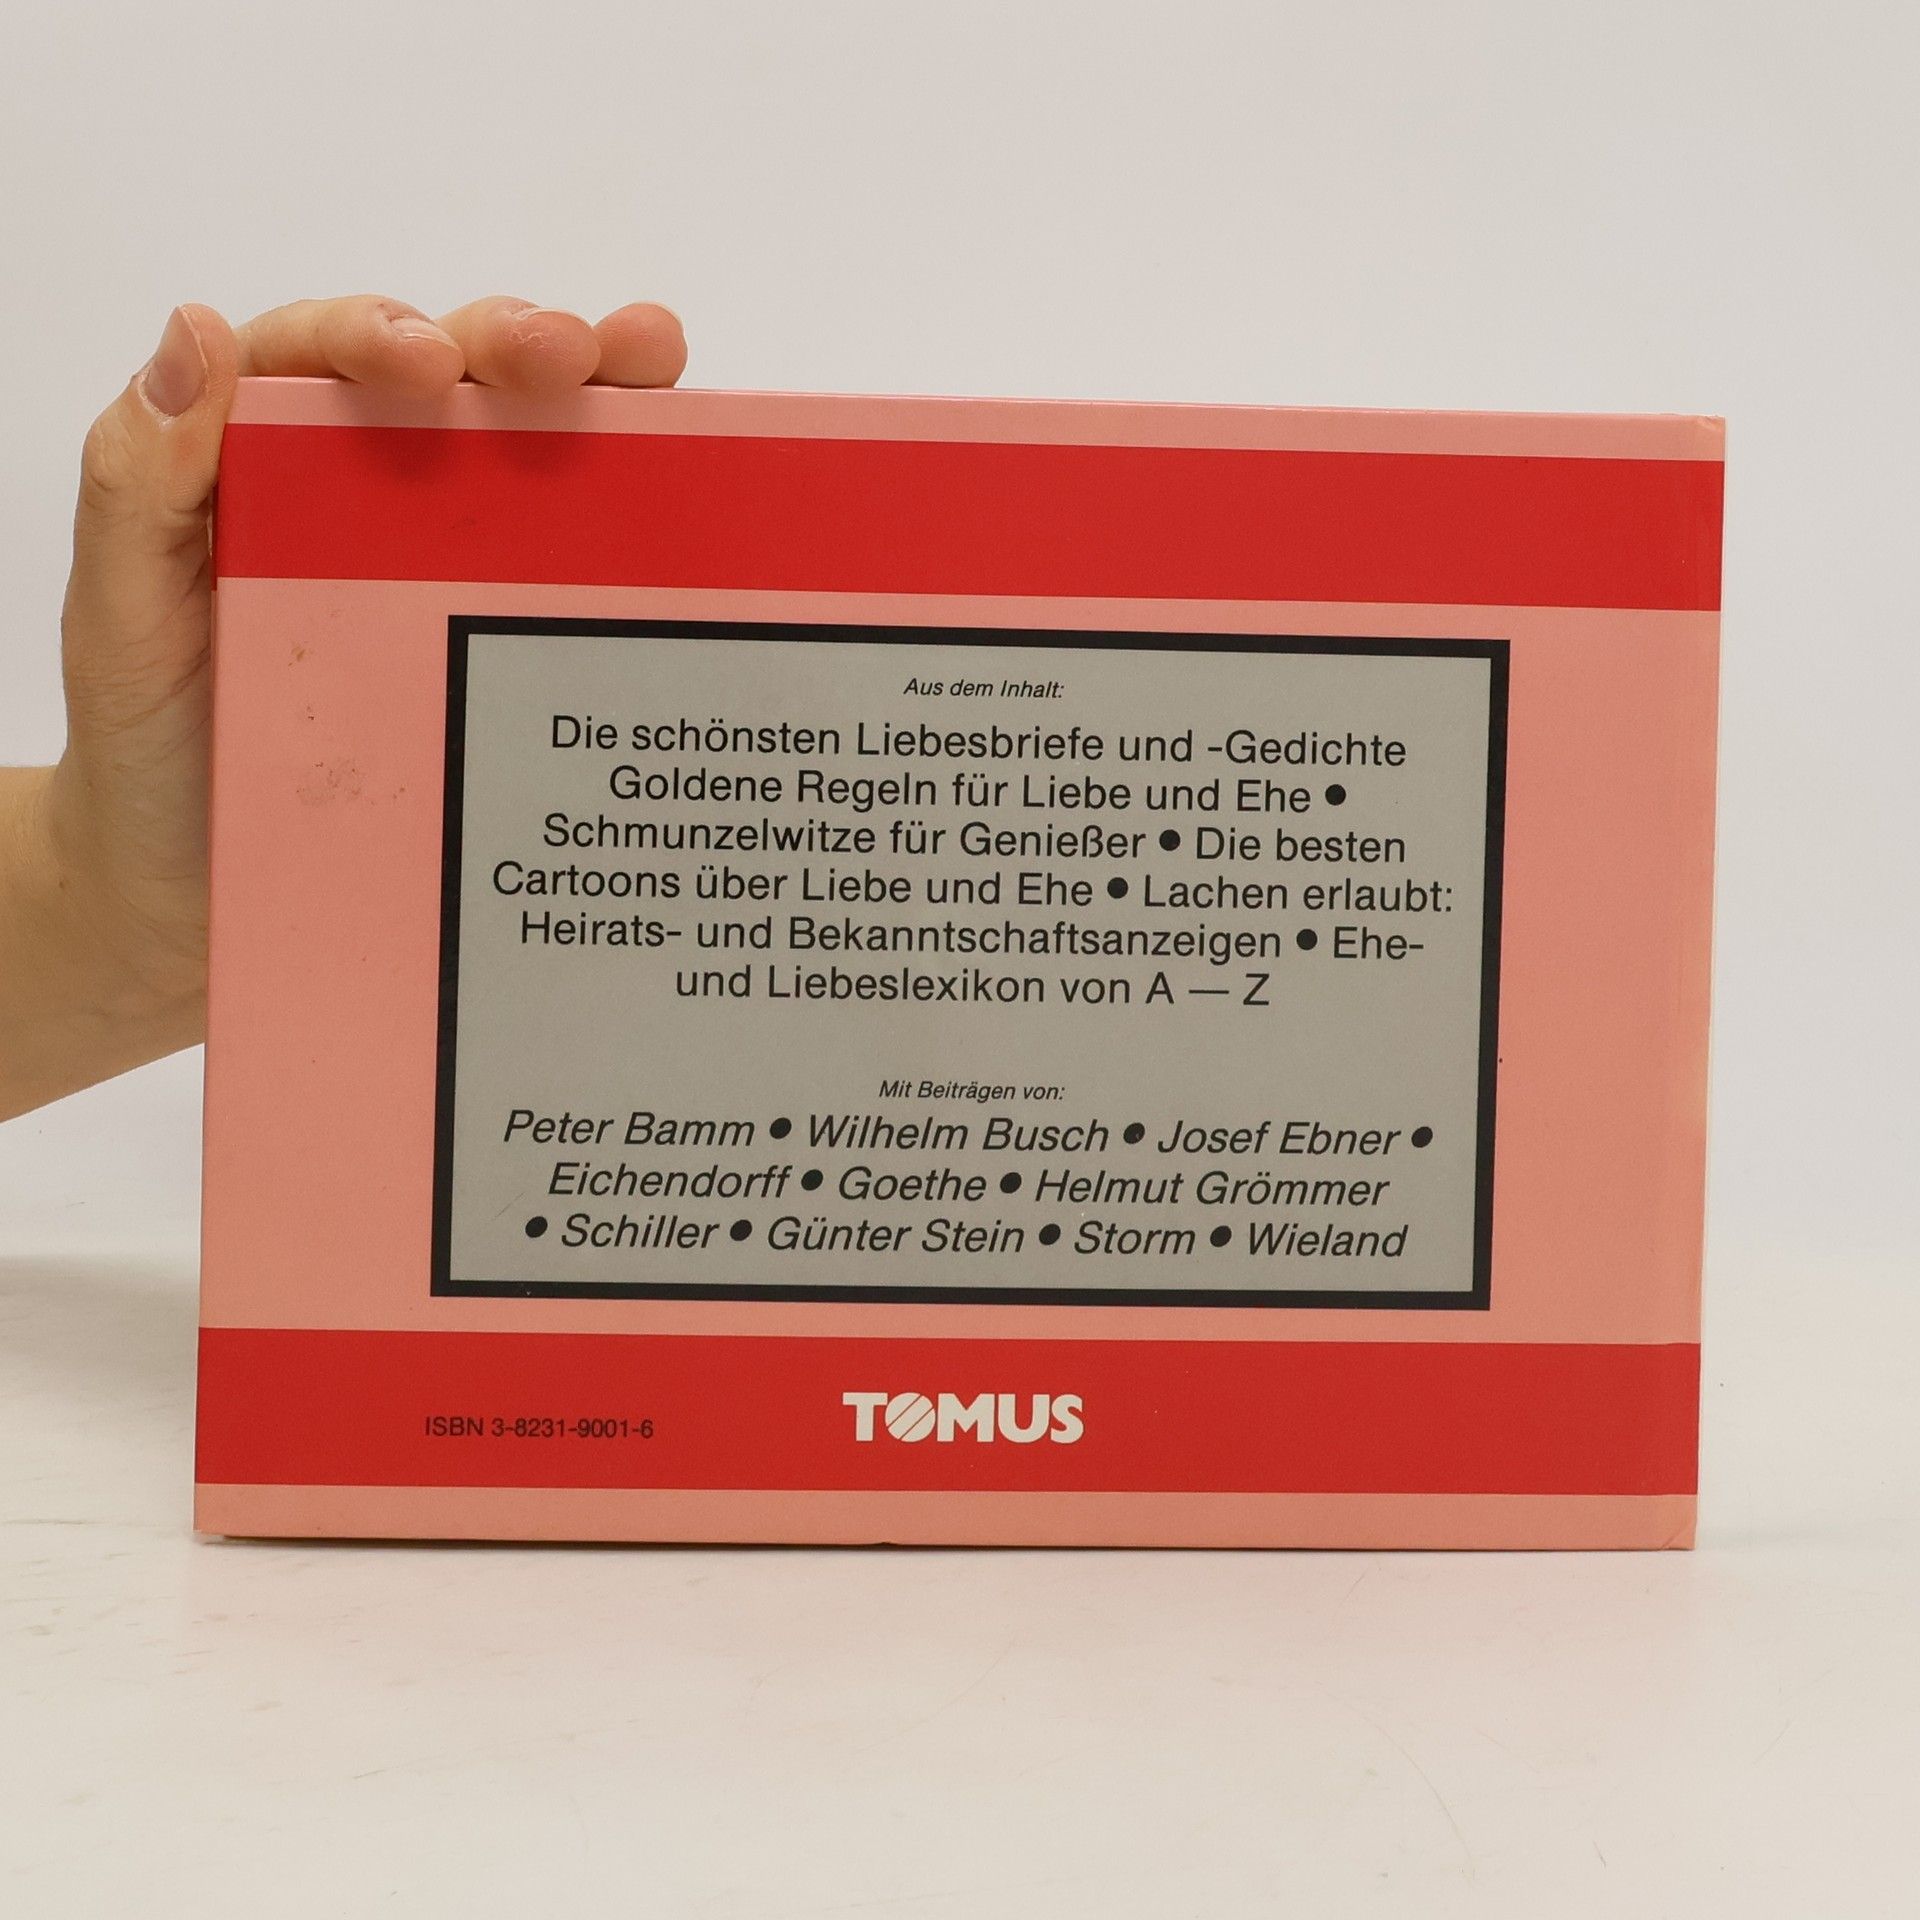 Aus dem Inhalt:
Die schönsten Liebesbriefe und -Gedichte
Goldene Regeln für Liebe und Ehe ●
Schmunzelwitze für Genießer ● Die besten
Cartoons über Liebe und Ehe ● Lachen erlaubt:
Heirats- und Bekanntschaftsanzeigen ● Ehe-
und Liebeslexikon von A — Z
Mit Beiträgen von:
Peter Bamm ● Wilhelm Busch ● Josef Ebner ●
Eichendorff ● Goethe ● Helmut Grömmer
● Schiller ● Günter Stein ● Storm ● Wieland
ISBN 3-8231-9001-6
TOMUS